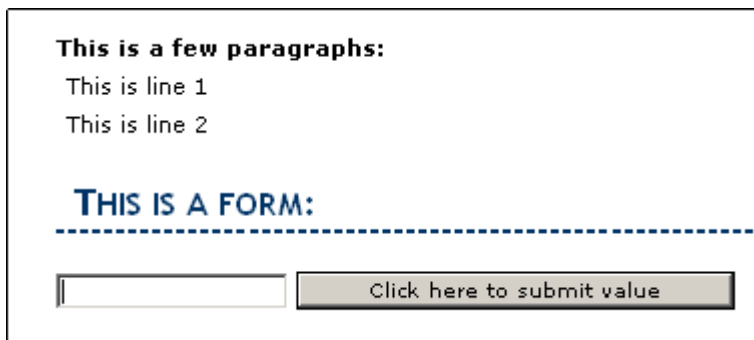 This is a few paragraphs:
This is line 1
This is line 2
THIS IS A FORM:
Click here to submit value